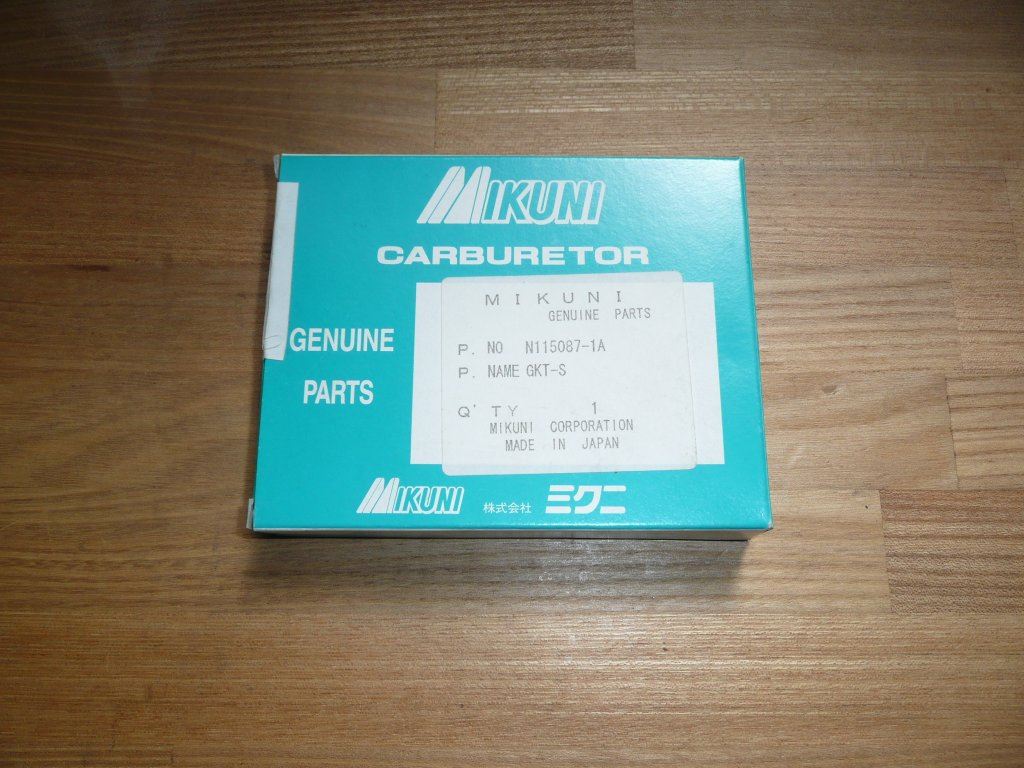 MIKUNI
CARBURETOR
GENUINE
PARTS
MIKUNI
GENUINE PARTS
P. NO N115087-1A
P. NAME GKT-S
Q'TY 1
MIKUNI CORPORATION
MADE IN JAPAN
MIKUNI 株式会社 ミクニ